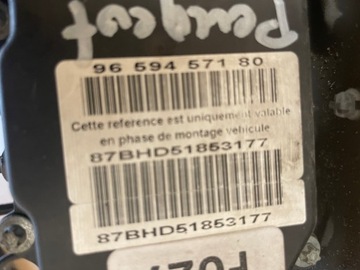 Peugeot
96 594 571 80
Cette reference est uniquement valable
en phase de montage vehicule
87BHD51853177
87BHD51853177